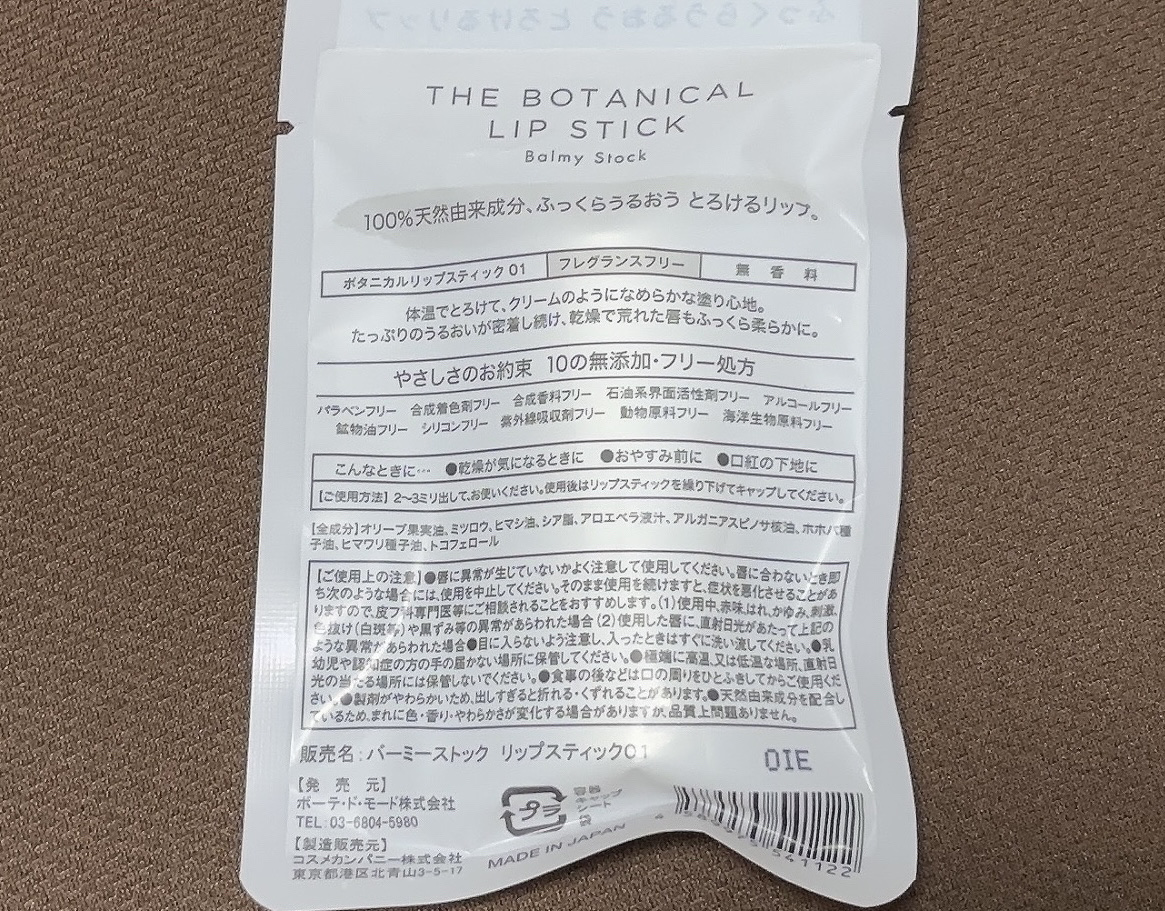 ふっくらうるおう とろけるリップ
THE BOTANICAL
LIP STICK
Balmy Stock
100%天然由来成分、ふっくらうるおう とろけるリップ。
ボタニカルリップスティック 01 フレグランスフリー 無香料
体温でとろけて、クリームのようになめらかな塗り心地。
たっぷりのうるおいが密着し続け、乾燥で荒れた唇もふっくら柔らかに。
やさしさのお約束 10の無添加・フリー処方
パラベンフリー 合成着色剤フリー 合成香料フリー 石油系界面活性剤フリー アルコールフリー
鉱物油フリー シリコンフリー 紫外線吸収剤フリー 動物原料フリー 海洋生物原料フリー
こんなときに… ●乾燥が気になるときに ●おやすみ前に ●口紅の下地に
【ご使用方法】2〜3ミリ出して、お使いください。使用後はリップスティックを繰り下げてキャップしてください。
【全成分】オリーブ果実油、ミツロウ、ヒマシ油、シア脂、アロエベラ液汁、アルガニアスピノサ核油、ホホバ種
子油、ヒマワリ種子油、トコフェロール
【ご使用上の注意】●唇に異常が生じていないかよく注意して使用してください。唇に合わないとき即
ち次のような場合には、使用を中止してください。そのまま使用を続けますと、症状を悪化させることがあ
りますので、皮フ科専門医等にご相談されることをおすすめします。(1)使用中、赤味、はれ、かゆみ、刺激、
色抜け(白斑等)や黒ずみ等の異常があらわれた場合(2)使用した唇に、直射日光があたって上記の
ような異常があらわれた場合●目に入らないよう注意し、入ったときはすぐに洗い流してください。●乳
幼児や認知症の方の手の届かない場所に保管してください。●極端に高温、又は低温な場所、直射日
光の当たる場所には保管しないでください。●食事の後などは口の周りをひとふきしてからご使用くだ
さい。●製剤がやわらかいため、出しすぎると折れる・くずれることがあります。●天然由来成分を配合し
ているため、まれに色・香り・やわらかさが変化する場合がありますが、品質上問題ありません。
販売名:バーミーストック リップスティック01
OIE
【発売元】
ボーテ・ド・モード株式会社
TEL:03-6804-5980
【製造販売元】
コスメカンパニー株式会社
東京都港区北青山3-5-17
プラ
容器
キャップ
シート
袋
MADE IN JAPAN
541122